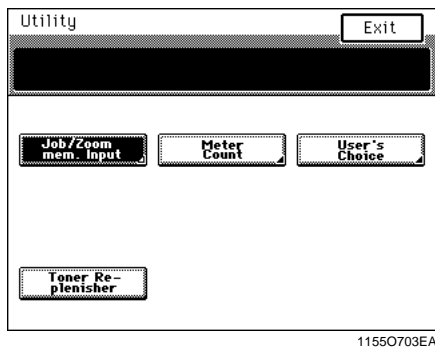 Utility
Exit
Job/Zoom
mem. Input
Meter
Count
User's
Choice
Toner Re-
plenisher
1155O703EA